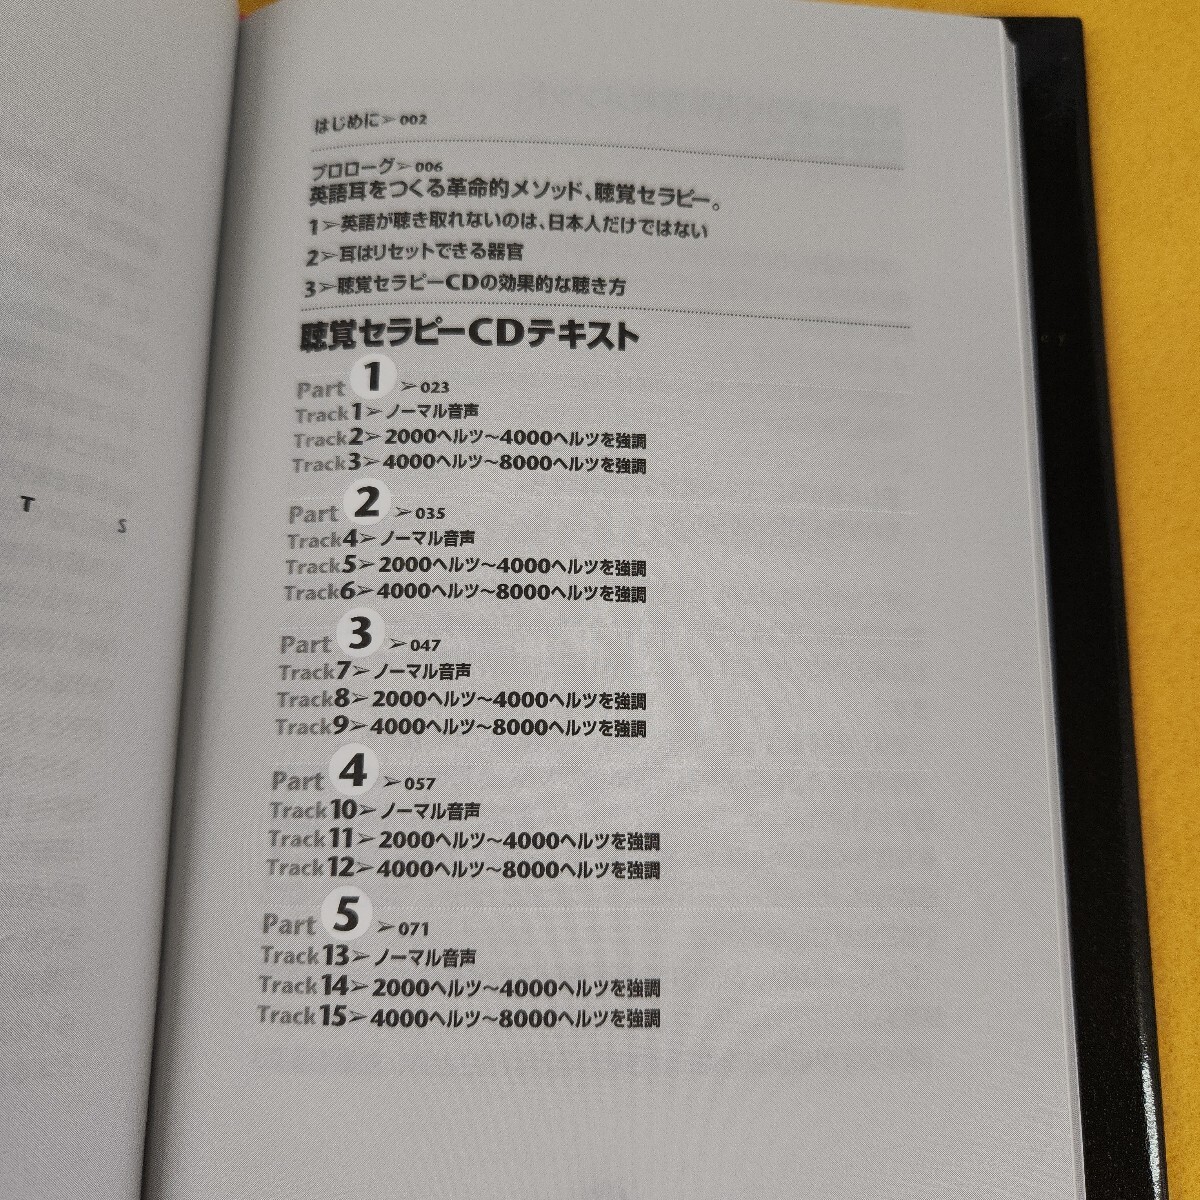 T S
はじめに➢002
プロローグ➢006
英語耳をつくる革命的メソッド、聴覚セラピー。
1➢英語が聴き取れないのは、日本人だけではない
2➢耳はリセットできる器官
3➢聴覚セラピーCDの効果的な聴き方
聴覚セラピーCDテキスト
Part 1 ➢023
Track1➢ノーマル音声
Track2➢2000ヘルツ〜4000ヘルツを強調
Track3➢4000ヘルツ〜8000ヘルツを強調
Part 2 ➢035
Track4➢ノーマル音声
Track5➢2000ヘルツ〜4000ヘルツを強調
Track6➢4000ヘルツ〜8000ヘルツを強調
Part 3 ➢047
Track7➢ノーマル音声
Track8➢2000ヘルツ〜4000ヘルツを強調
Track9➢4000ヘルツ〜8000ヘルツを強調
Part 4 ➢057
Track10➢ノーマル音声
Track11➢2000ヘルツ〜4000ヘルツを強調
Track12➢4000ヘルツ〜8000ヘルツを強調
Part 5 ➢071
Track13➢ノーマル音声
Track14➢2000ヘルツ〜4000ヘルツを強調
Track15➢4000ヘルツ〜8000ヘルツを強調